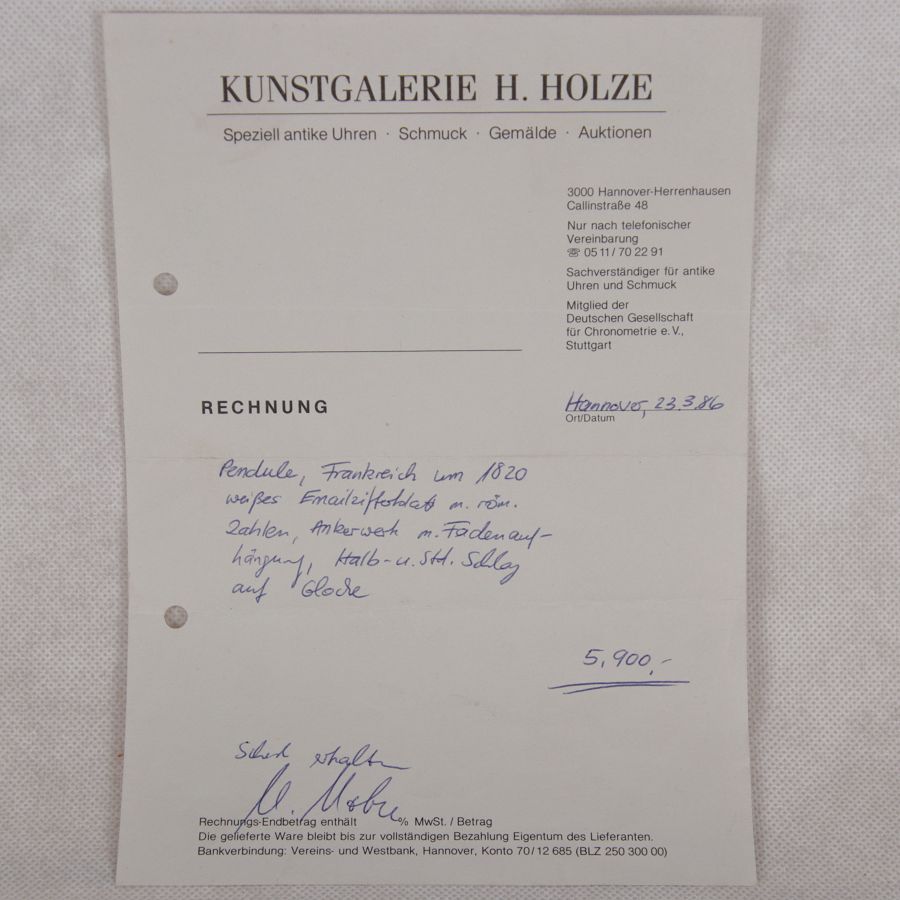 KUNSTGALERIE H. HOLZE
Speziell antike Uhren · Schmuck · Gemälde · Auktionen
3000 Hannover-Herrenhausen
Callinstraße 48
Nur nach telefonischer
Vereinbarung
☏ 05 11 / 70 22 91
Sachverständiger für antike
Uhren und Schmuck
Mitglied der
Deutschen Gesellschaft
für Chronometrie e. V.,
Stuttgart
RECHNUNG
Hannover, 23.3.86
Ort/Datum
Pendule, Frankreich um 1820
weißes Emailzifferblatt m. röm.
Zahlen, Ankerwerk m. Fadenauf-
hängung, Halb- u. Std. Schlag
auf Glocke
5,900,-
Scheck erhalten
Rechnungs-Endbetrag enthält % MwSt. / Betrag
Die gelieferte Ware bleibt bis zur vollständigen Bezahlung Eigentum des Lieferanten.
Bankverbindung: Vereins- und Westbank, Hannover, Konto 70/12 685 (BLZ 250 300 00)